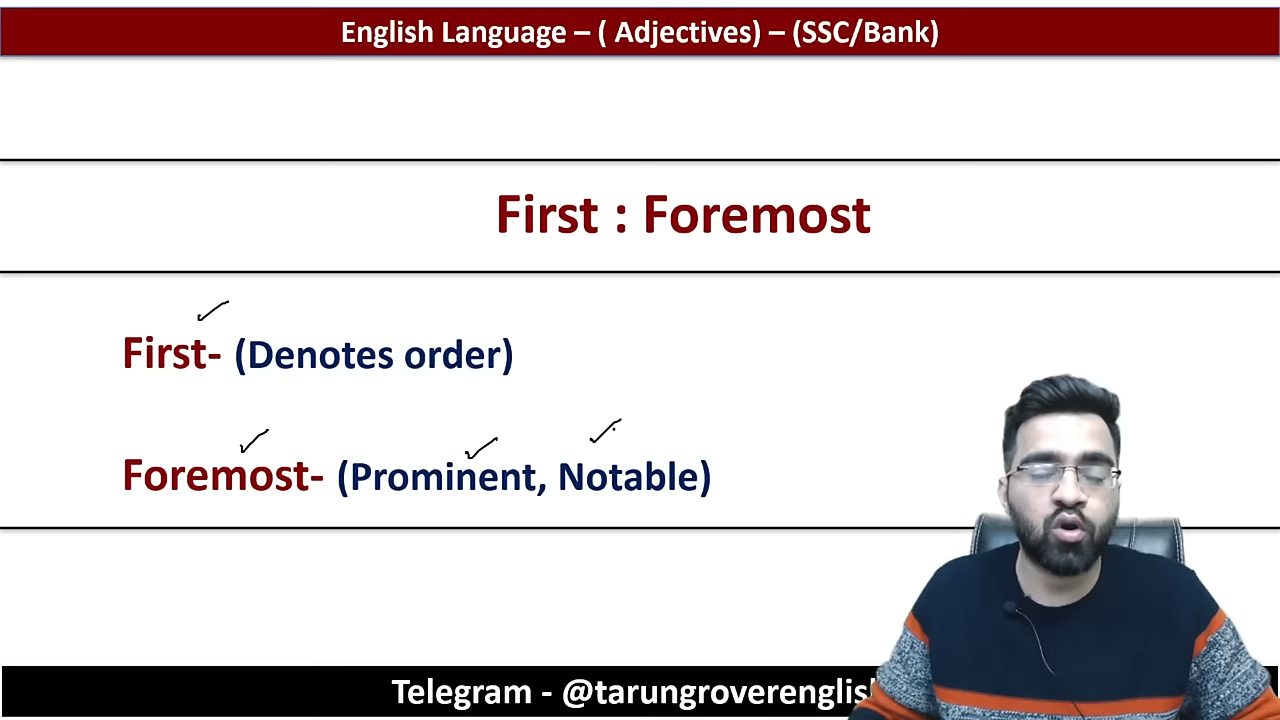 English Language – ( Adjectives) – (SSC/Bank)
First : Foremost
First- (Denotes order)
Foremost- (Prominent, Notable)
Telegram - @tarungroverenglis